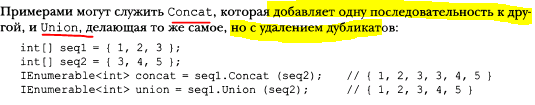 Примерами могут служить Concat, которая добавляет одну последовательность к дру-
гой, и Union, делающая то же самое, но с удалением дубликатов:
int[] seq1 = { 1, 2, 3 };
int[] seq2 = { 3, 4, 5 };
IEnumerable<int> concat = seq1.Concat (seq2); // { 1, 2, 3, 3, 4, 5 }
IEnumerable<int> union = seq1.Union (seq2); // { 1, 2, 3, 4, 5 }